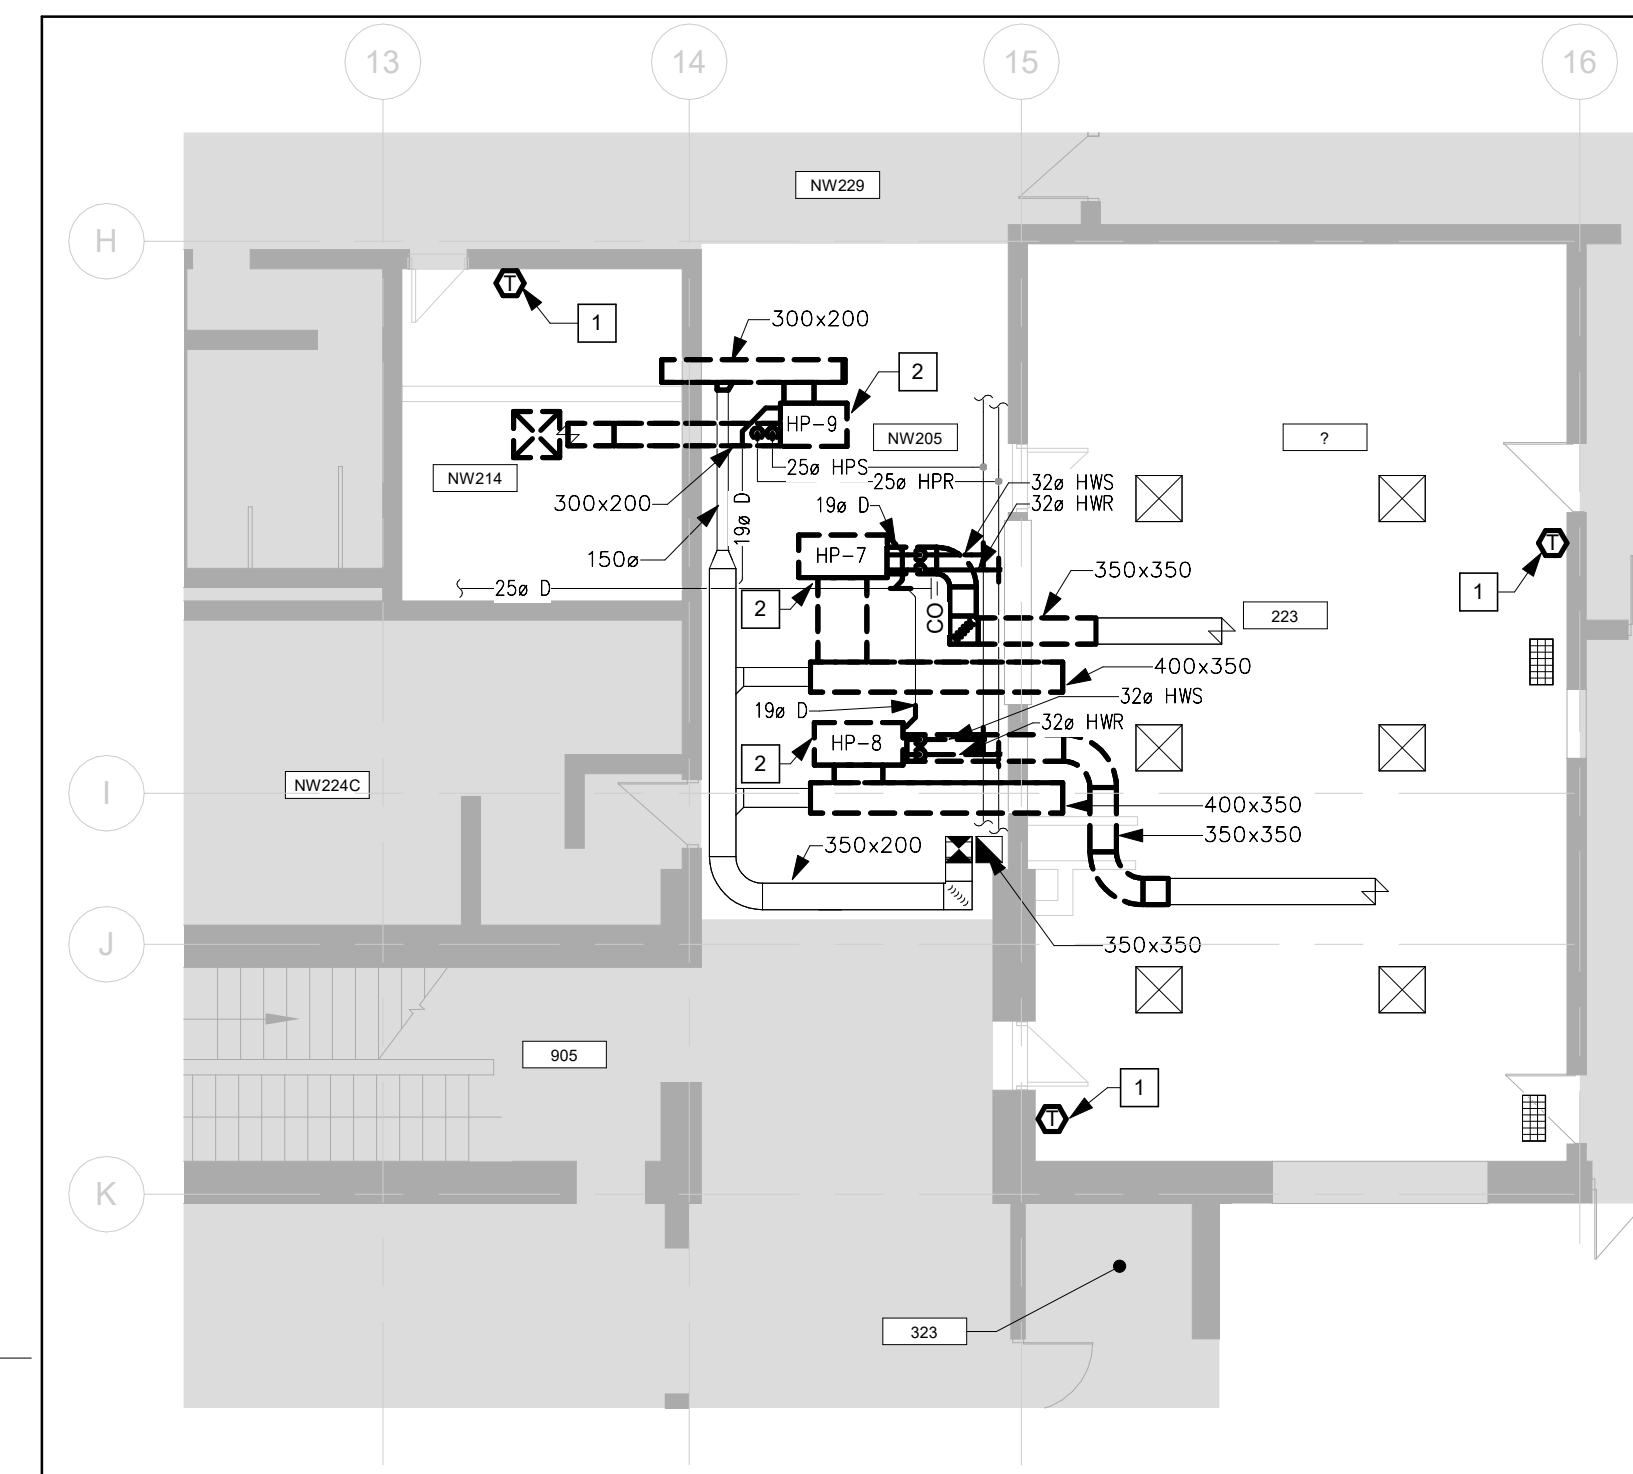 13
14
15
16
NW229
H
T
1
300x200
2
HP-9
NW205
?
NW214
25ø HPS
25ø HPR
32ø HWS
32ø HWR
300x200
19ø D
19ø D
T
150ø
HP-7
350x350
25ø D
1
2
CO
223
400x350
32ø HWS
19ø D
32ø HWR
HP-8
2
NW224C
I
400x350
350x350
350x200
J
350x350
905
1
T
K
323